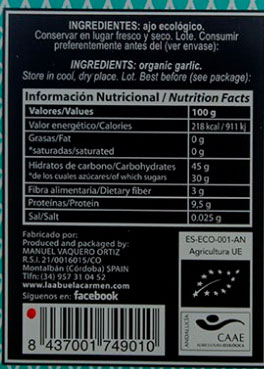 INGREDIENTES: ajo ecológico.
Conservar en lugar fresco y seco. Lote. Consumir
preferentemente antes del (ver envase):
INGREDIENTS: organic garlic.
Store in cool, dry place. Lot. Best before (see package):
Información Nutricional / Nutrition Facts
Valores/Values 100 g
Valor energético/Calories 218 kcal / 911 kj
Grasas/Fat 0 g
*saturadas/saturated 0 g
Hidratos de carbono/Carbohydrates 45 g
*de los cuales azúcares/of which sugars 30 g
Fibra alimentaria/Dietary fiber 3 g
Proteínas/Protein 9,5 g
Sal/Salt 0.025 g
Fabricado por:
Produced and packaged by:
MANUEL VAQUERO ORTIZ
R.S.I. 21/0016015/CO
Montalbán (Córdoba) SPAIN
Tlfn: (34) 957 31 04 52
www.laabuelacarmen.com
Síguenos en: facebook
8 437001 749010
ES-ECO-001-AN
Agricultura UE
ANDALUCÍA
CAAE
AGRICULTURA ECOLÓGICA